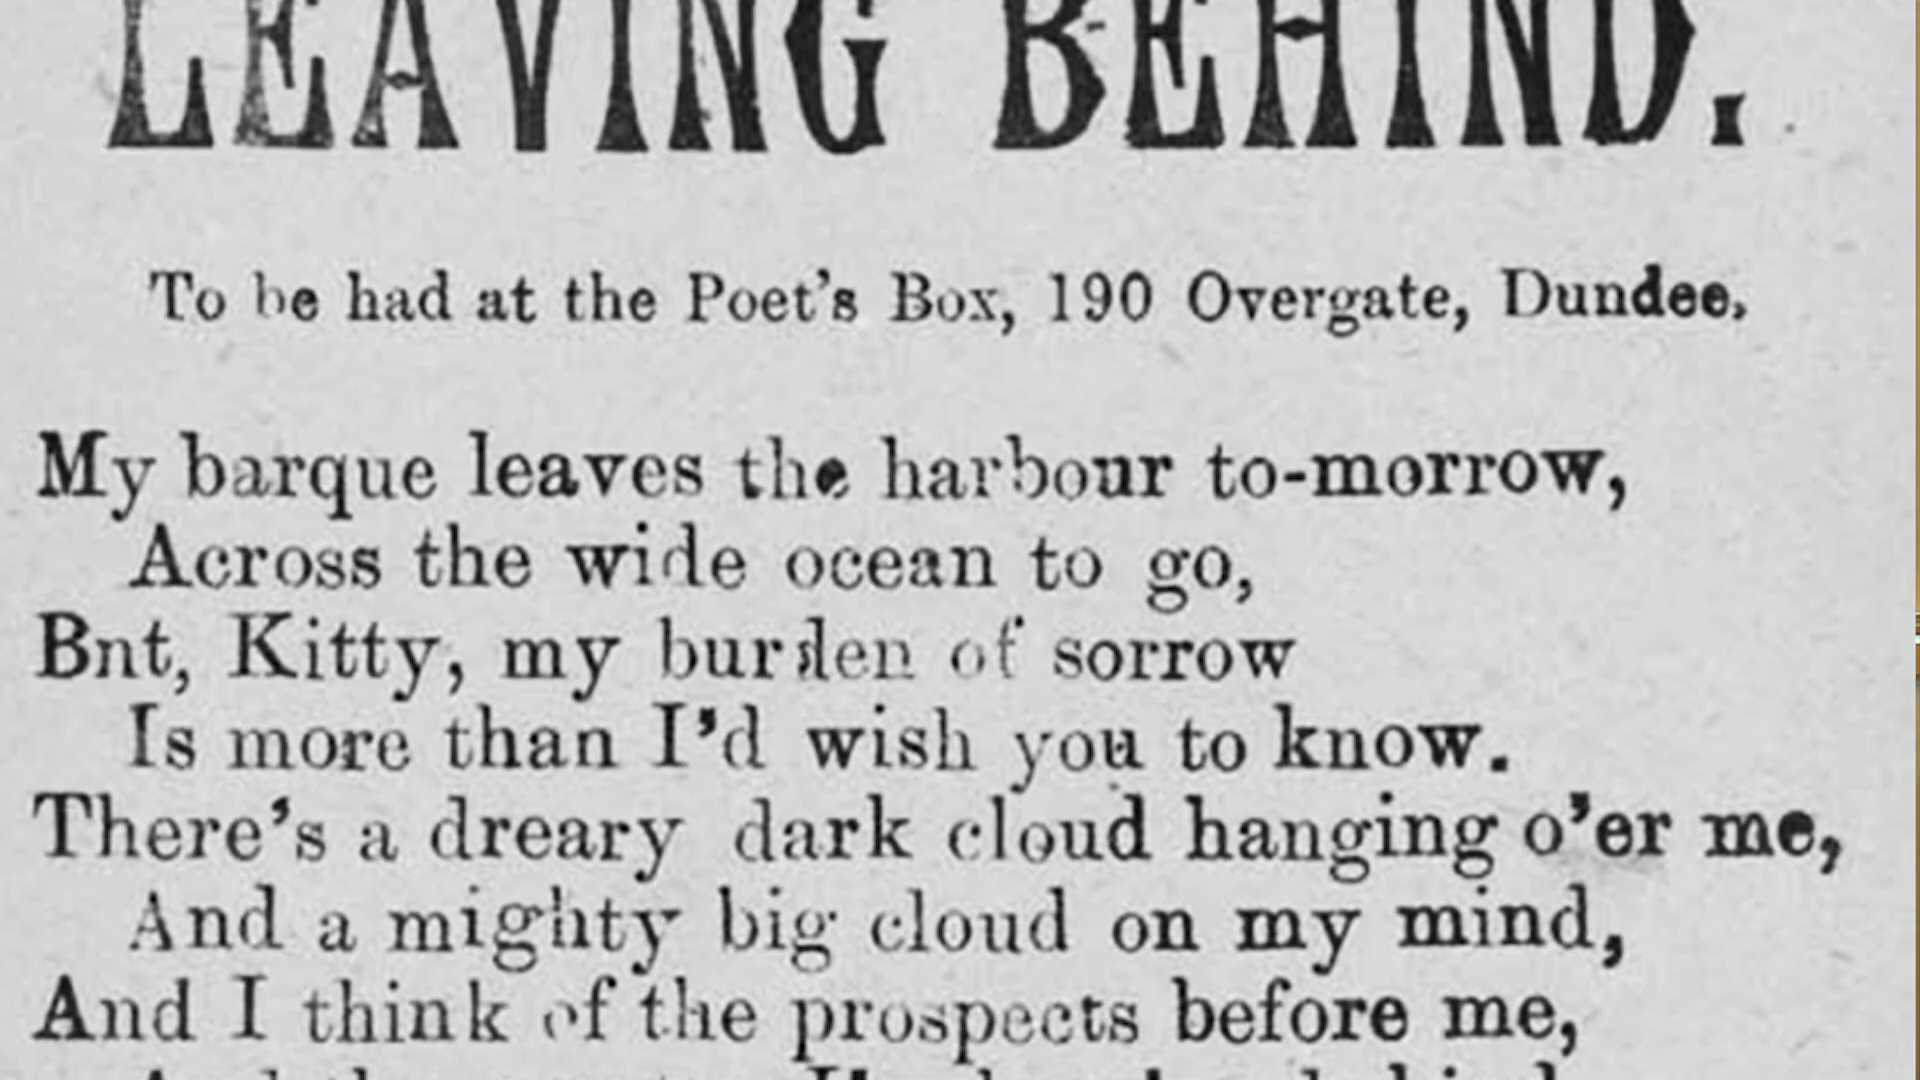 LEAVING BEHIND.
To be had at the Poet's Box, 190 Overgate, Dundee,
My barque leaves the harbour to-morrow,
Across the wide ocean to go,
Bnt, Kitty, my burden of sorrow
Is more than I'd wish you to know.
There's a dreary dark cloud hanging o'er me,
And a mighty big cloud on my mind,
And I think of the prospects before me,